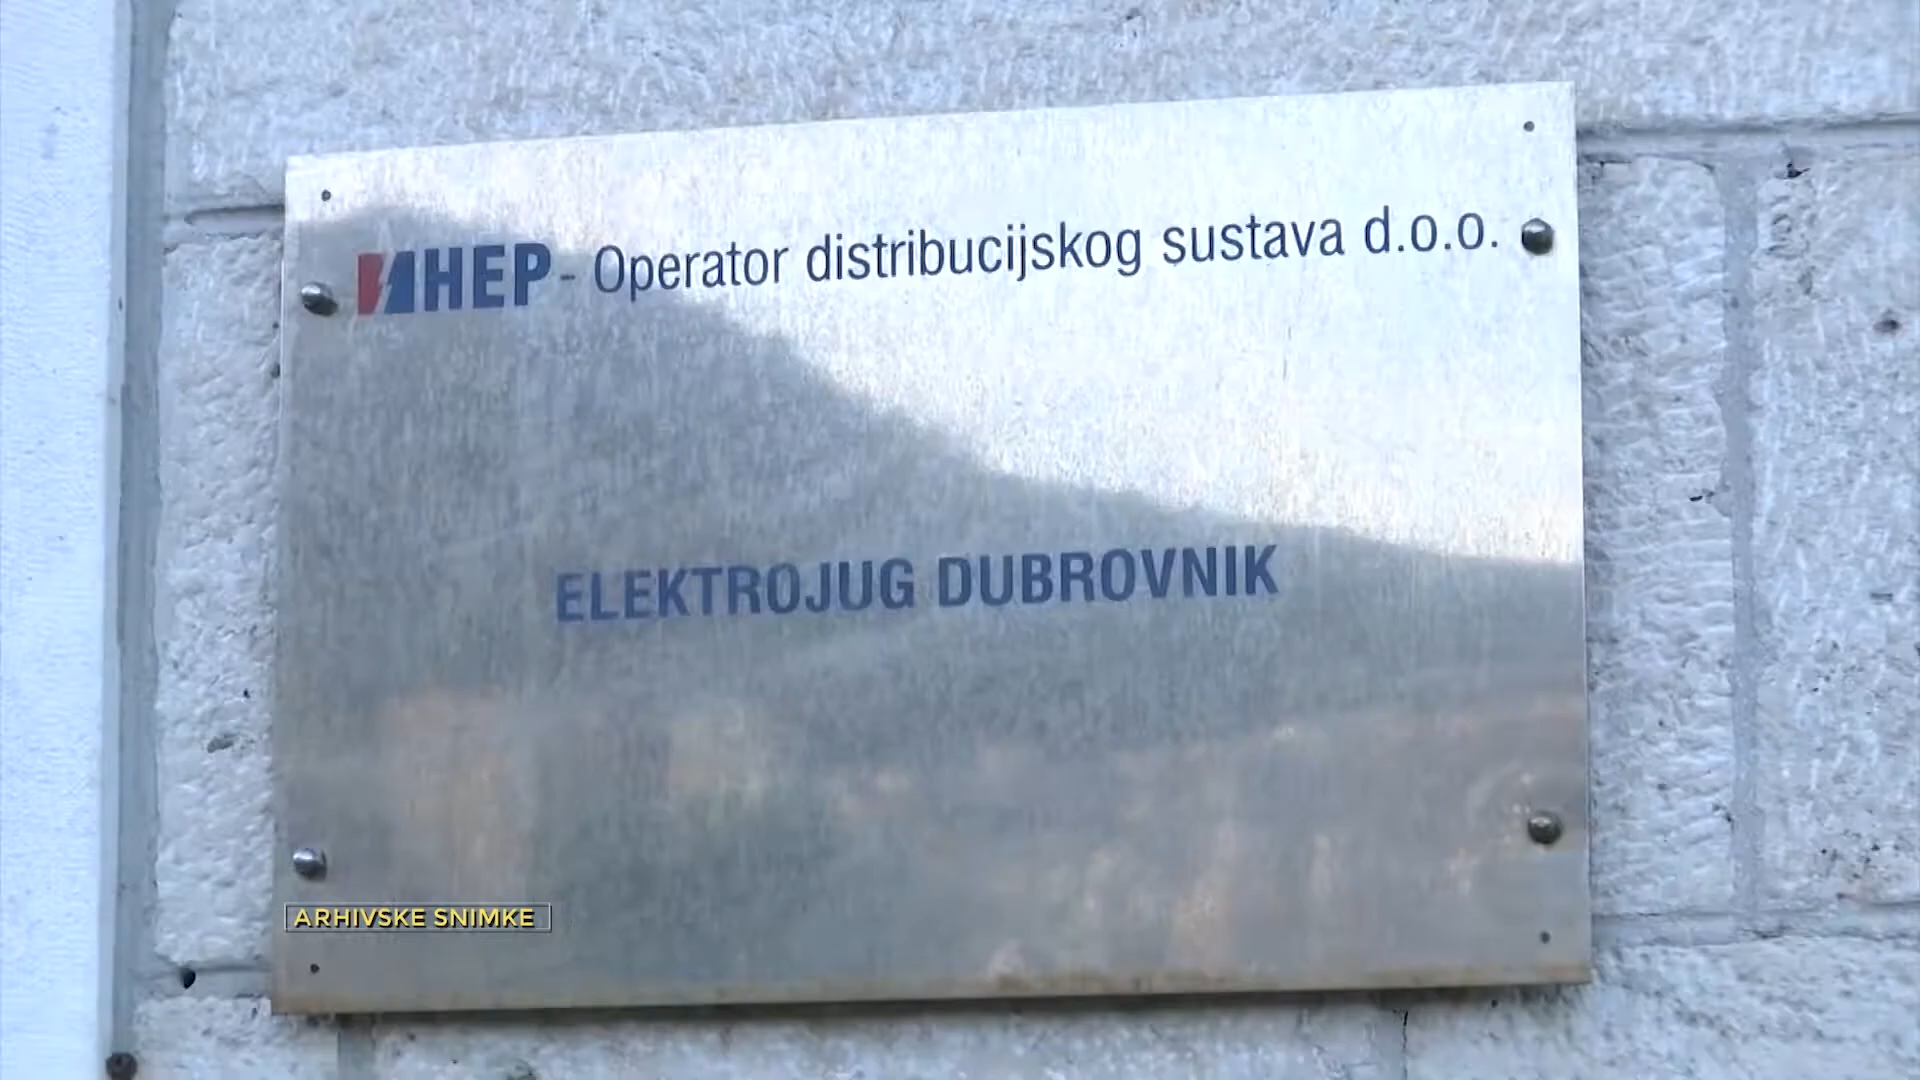 HEP - Operator distribucijskog sustava d.o.o.
ELEKTROJUG DUBROVNIK
ARHIVSKE SNIMKE